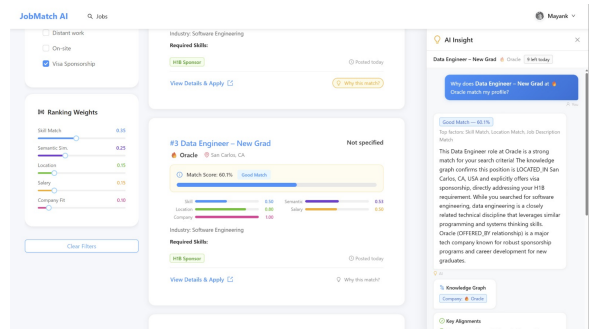 JobMatch AI
Jobs
Mayank
Distant work
On-site
Visa Sponsorship
Ranking Weights
Skill Match 0.35
Semantic Sim. 0.25
Location 0.15
Salary 0.15
Company Fit 0.10
Clear Filters
Industry: Software Engineering
Required Skills:
H1B Sponsor
Posted today
View Details & Apply
Why this match?
#3 Data Engineer – New Grad
Not specified
Oracle
San Carlos, CA
Match Score: 60.1% Good Match
Skill 0.50
Semantic 0.53
Location 0.80
Salary 0.50
Company 1.00
Industry: Software Engineering
Required Skills:
H1B Sponsor
Posted today
View Details & Apply
Why this match?
AI Insight
Data Engineer – New Grad Oracle 9 left today
Why does Data Engineer – New Grad at
Oracle match my profile?
Good Match — 60.1%
Top factors: Skill Match, Location Match, Job Description
Match
This Data Engineer role at Oracle is a strong
match for your search criteria! The knowledge
graph confirms this position is LOCATED_IN San
Carlos, CA, USA and explicitly offers visa
sponsorship, directly addressing your H1B
requirement. While you searched for software
engineering, data engineering is a closely
related technical discipline that leverages similar
programming and systems thinking skills.
Oracle (OFFERED_BY relationship) is a major
tech company known for robust sponsorship
programs and career development for new
graduates.
Knowledge Graph
Company: Oracle
Key Alignments